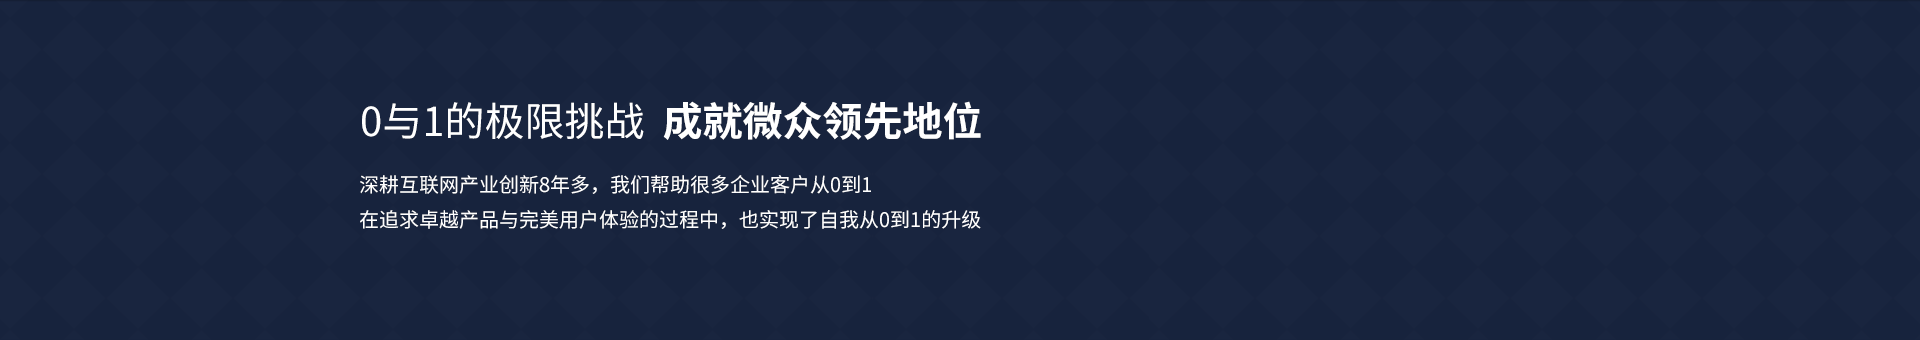 0与1的极限挑战 成就微众领先地位
深耕互联网产业创新8年多，我们帮助很多企业客户从0到1
在追求卓越产品与完美用户体验的过程中，也实现了自我从0到1的升级